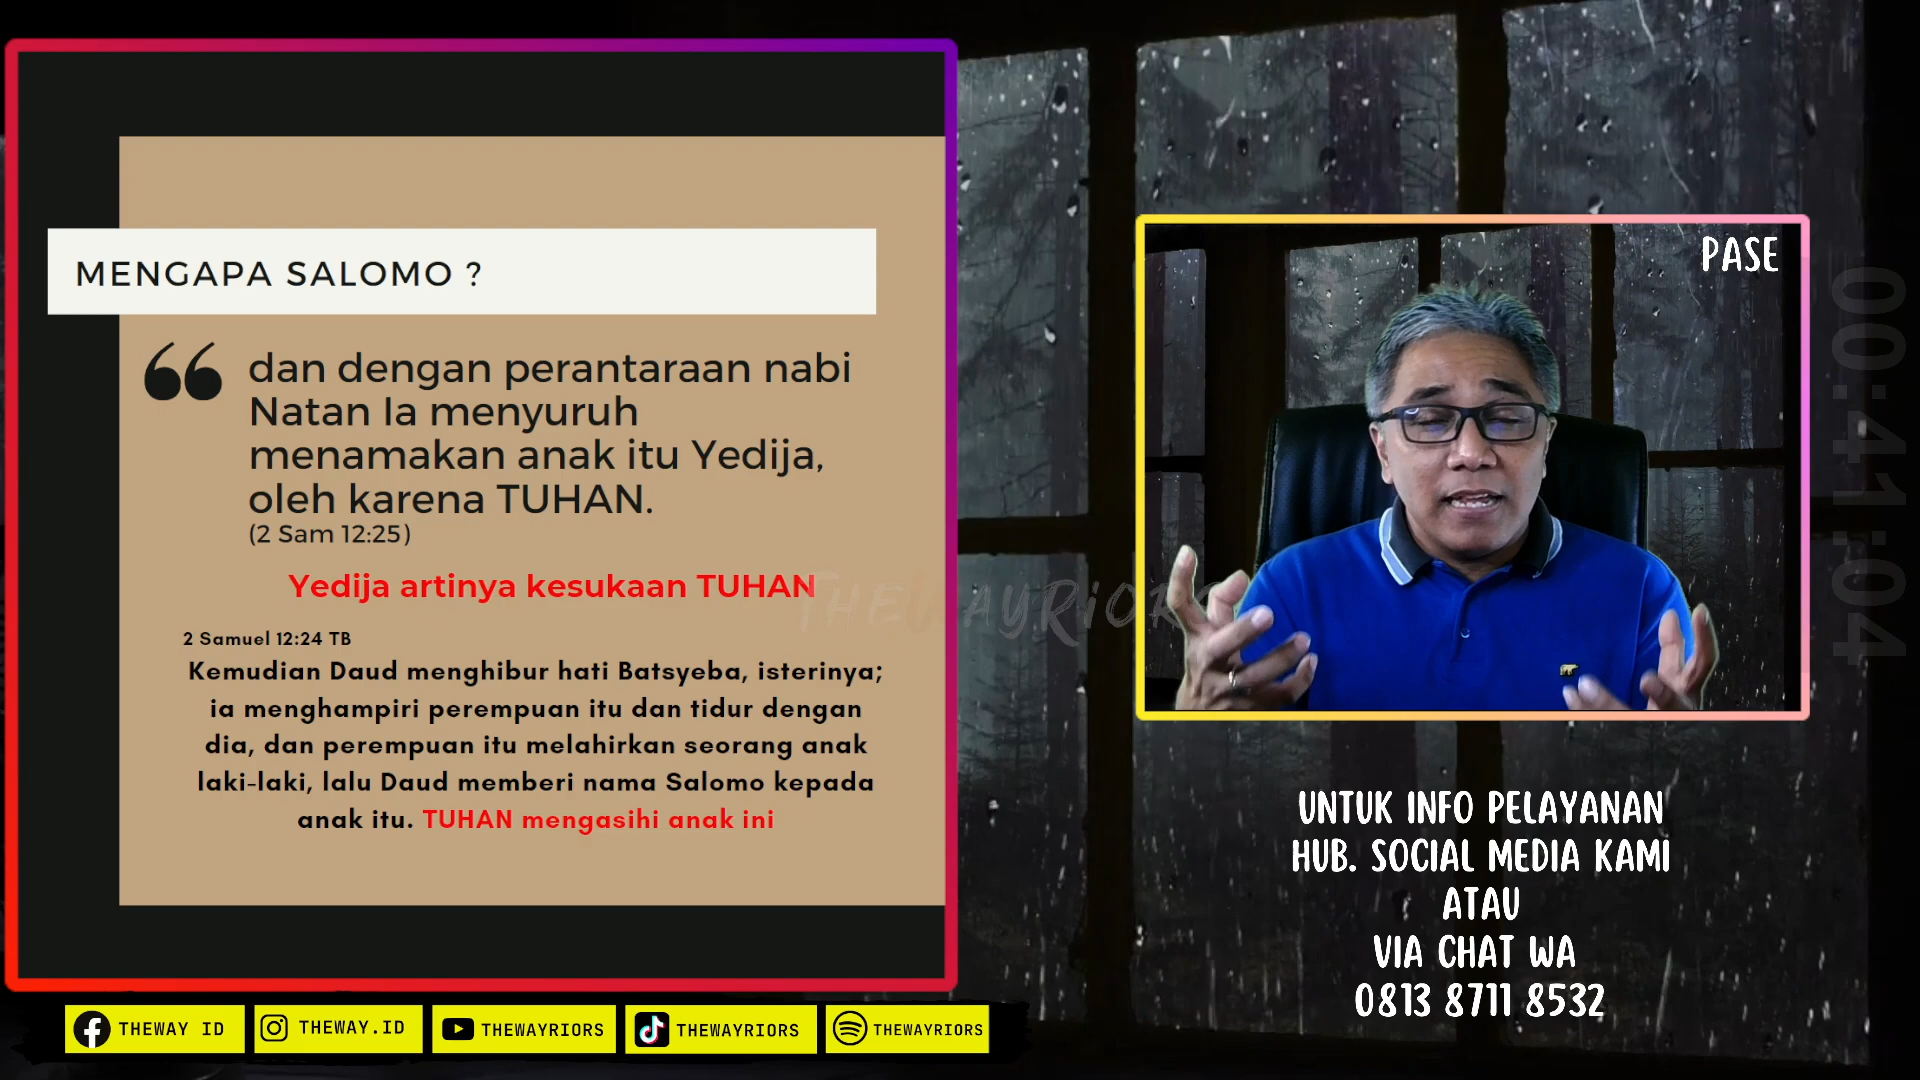 MENGAPA SALOMO ?
dan dengan perantaraan nabi
Natan Ia menyuruh
menamakan anak itu Yedija,
oleh karena TUHAN.
(2 Sam 12:25)
Yedija artinya kesukaan TUHAN
2 Samuel 12:24 TB
Kemudian Daud menghibur hati Batsyeba, isterinya;
ia menghampiri perempuan itu dan tidur dengan
dia, dan perempuan itu melahirkan seorang anak
laki-laki, lalu Daud memberi nama Salomo kepada
anak itu. TUHAN mengasihi anak ini
THEWAYRIORS
PASE
00:41:04
UNTUK INFO PELAYANAN
HUB. SOCIAL MEDIA KAMI
ATAU
VIA CHAT WA
0813 8711 8532
THEWAY ID
THEWAY.ID
THEWAYRIORS
THEWAYRIORS
THEWAYRIORS